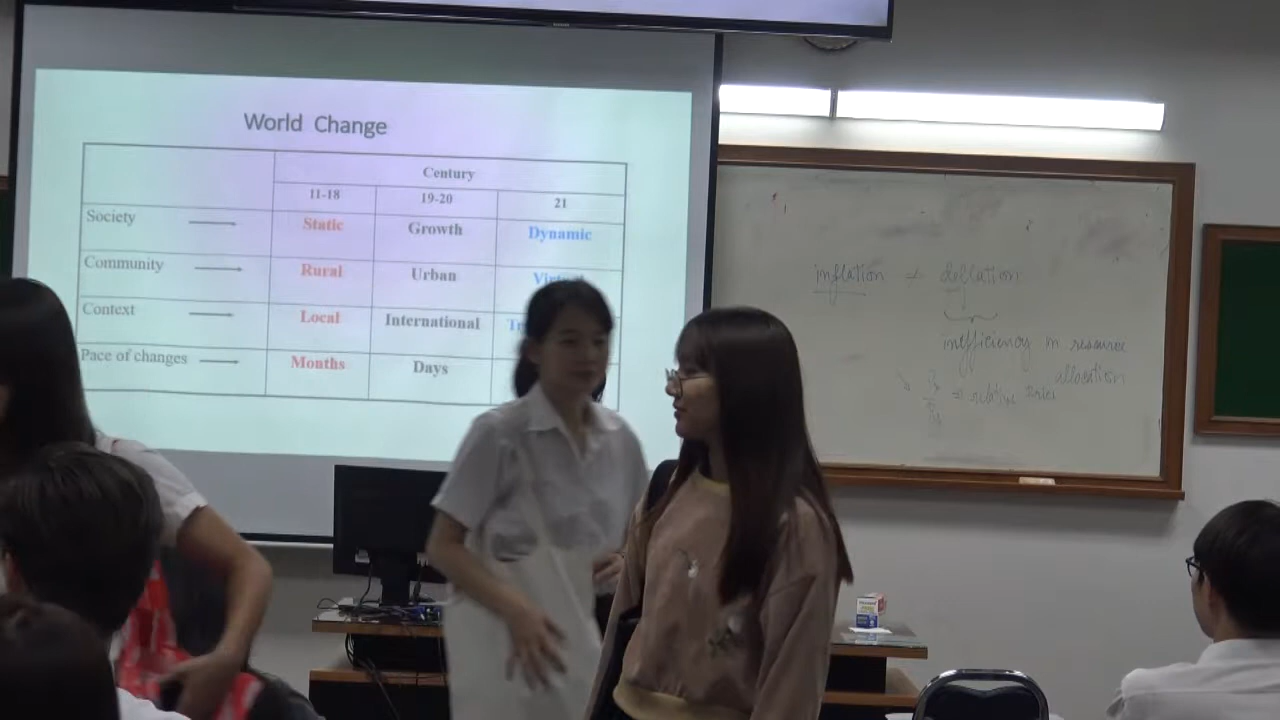 World Change
Century
11-18 19-20 21
Society Static Growth Dynamic
Community Rural Urban
Context Local International
Pace of changes Months Days
inflation ≠ deflation
inefficiency in resource
allocation
= relative